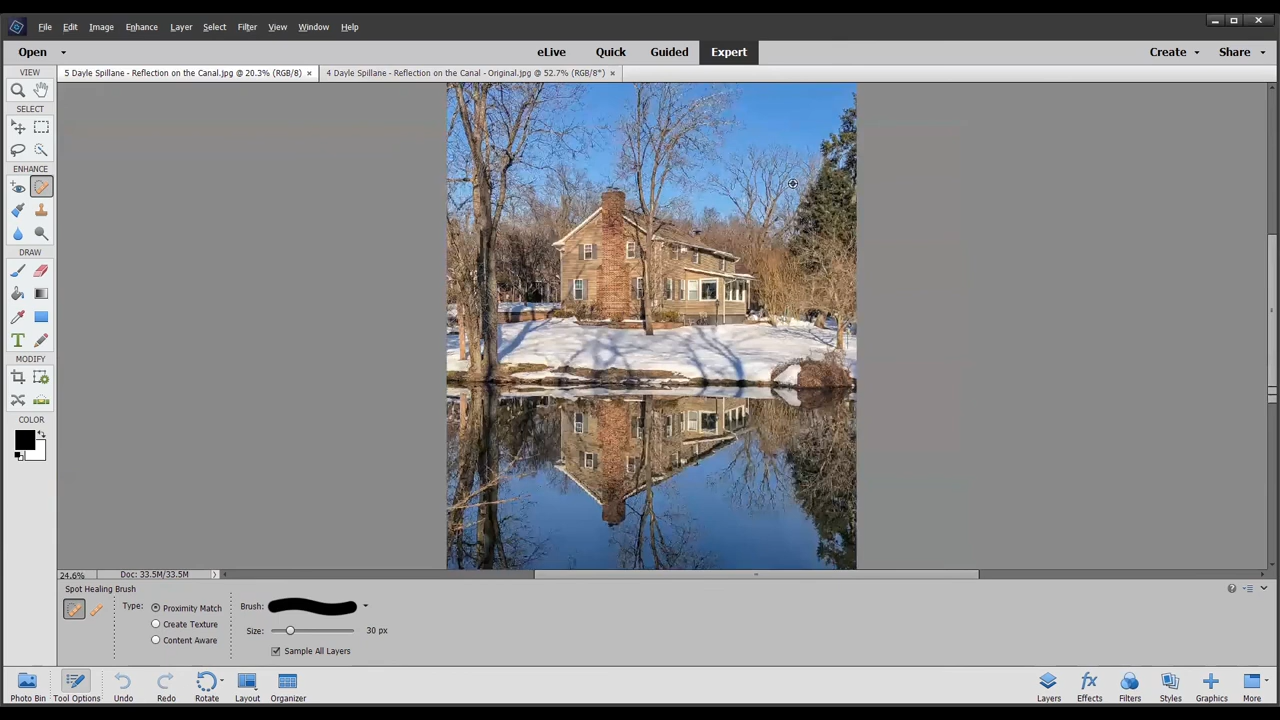 File Edit Image Enhance Layer Select Filter View Window Help
Open eLive Quick Guided Expert Create Share
VIEW
5 Dayle Spillane - Reflection on the Canal.jpg @ 20.3% (RGB/8) × 4 Dayle Spillane - Reflection on the Canal - Original.jpg @ 52.7% (RGB/8*) ×
SELECT
ENHANCE
DRAW
T
MODIFY
COLOR
24.6% Doc: 33.5M/33.5M
Spot Healing Brush
Type: Proximity Match Brush:
Create Texture
Size: 30 px
Content Aware
Sample All Layers
Photo Bin Tool Options Undo Redo Rotate Layout Organizer Layers Effects Filters Styles Graphics More